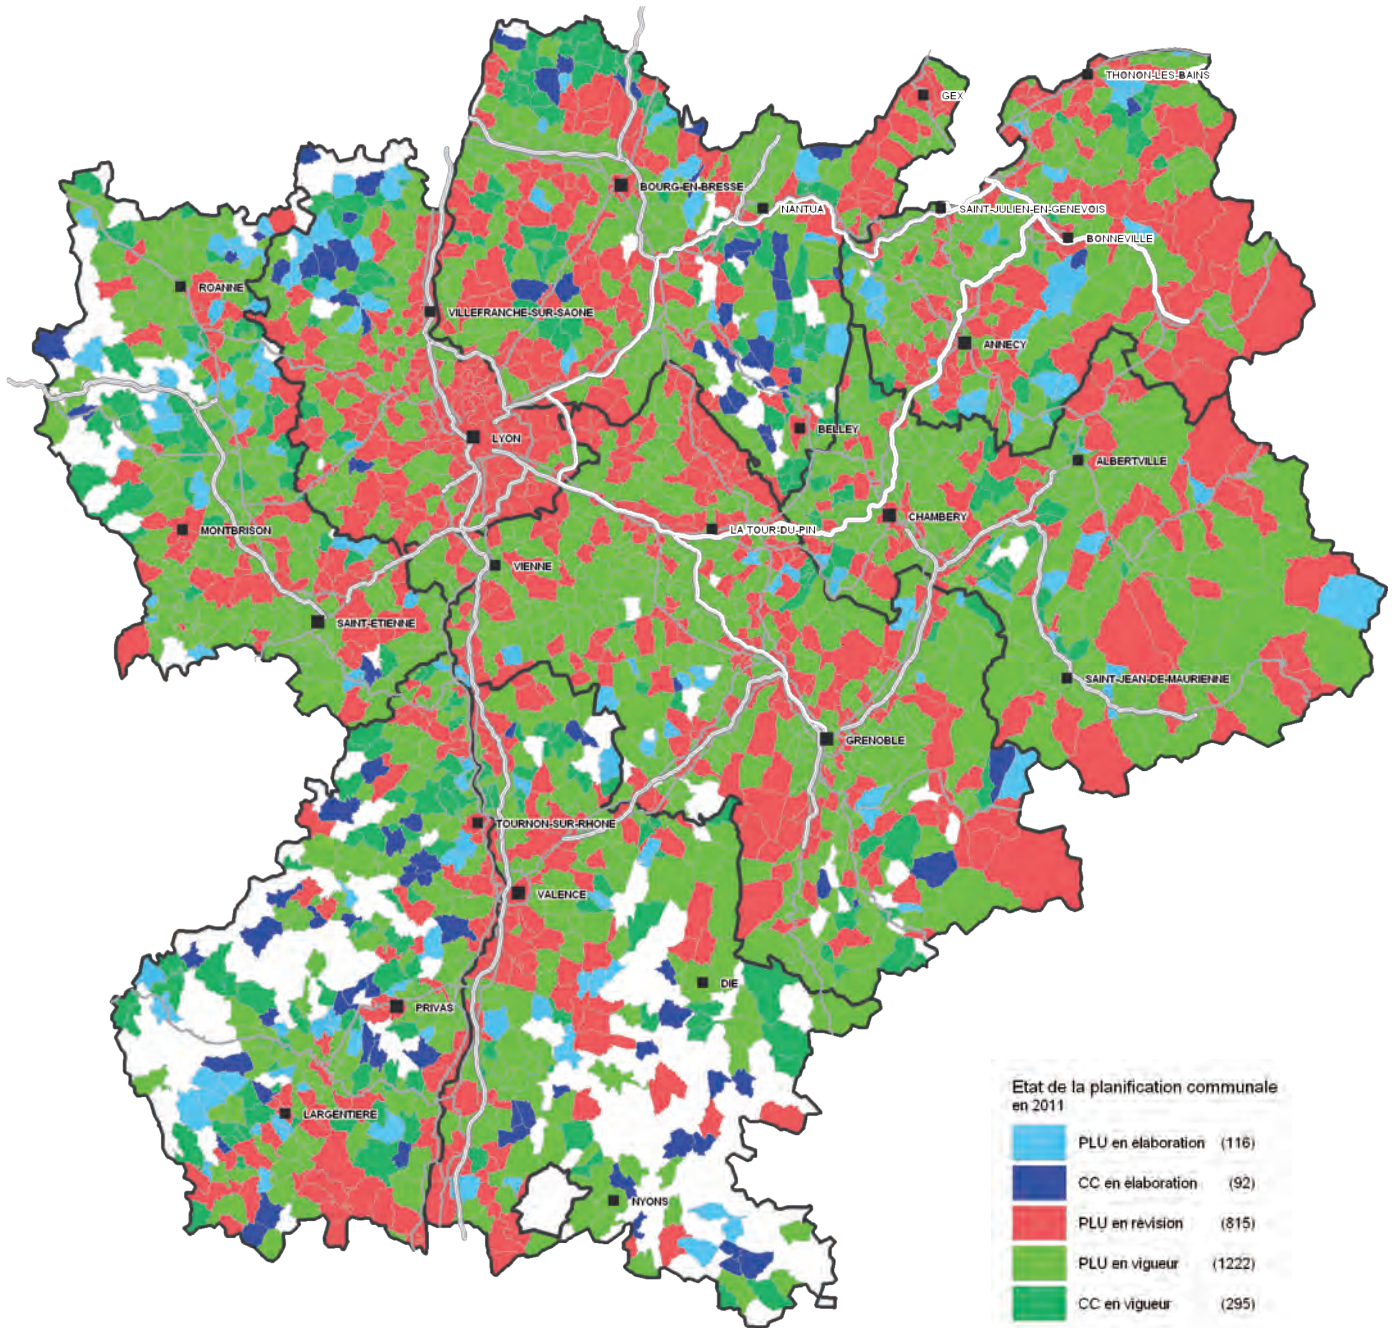 THONON-LES-BAINS
GEX
BOURG-EN-BRESSE
NANTUA
SAINT-JULIEN-EN-GENEVOIS
BONNEVILLE
ROANNE
VILLEFRANCHE-SUR-SAONE
ANNECY
BELLEY
LYON
ALBERTVILLE
CHAMBERY
MONTBRISON
LA TOUR-DU-PIN
VIENNE
SAINT-ETIENNE
SAINT-JEAN-DE-MAURIENNE
GRENOBLE
TOURNON-SUR-RHONE
VALENCE
DIE
PRIVAS
LARGENTIERE
NYONS
Etat de la planification communale
en 2011
PLU en élaboration (116)
CC en élaboration (92)
PLU en révision (815)
PLU en vigueur (1222)
CC en vigueur (295)